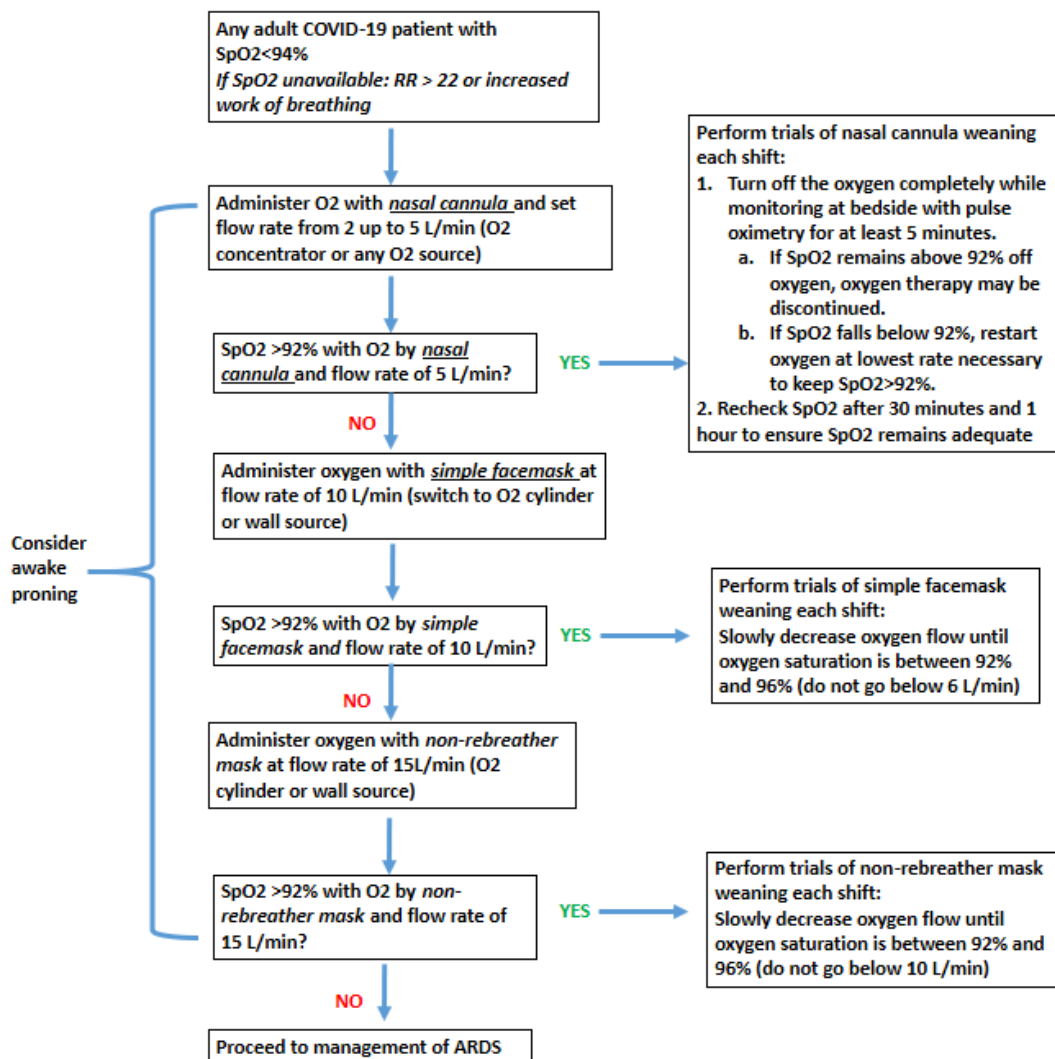 Any adult COVID-19 patient with
SpO2<94%
If SpO2 unavailable: RR > 22 or increased
work of breathing
Perform trials of nasal cannula weaning
each shift:
1. Turn off the oxygen completely while
monitoring at bedside with pulse
oximetry for at least 5 minutes.
a. If SpO2 remains above 92% off
oxygen, oxygen therapy may be
discontinued.
b. If SpO2 falls below 92%, restart
oxygen at lowest rate necessary
to keep SpO2>92%.
2. Recheck SpO2 after 30 minutes and 1
hour to ensure SpO2 remains adequate
Administer O2 with nasal cannula and set
flow rate from 2 up to 5 L/min (O2
concentrator or any O2 source)
SpO2 >92% with O2 by nasal
cannula and flow rate of 5 L/min?
YES
NO
Administer oxygen with simple facemask at
flow rate of 10 L/min (switch to O2 cylinder
or wall source)
Consider
awake
proning
SpO2 >92% with O2 by simple
facemask and flow rate of 10 L/min?
YES
Perform trials of simple facemask
weaning each shift:
Slowly decrease oxygen flow until
oxygen saturation is between 92%
and 96% (do not go below 6 L/min)
NO
Administer oxygen with non-rebreather
mask at flow rate of 15L/min (O2
cylinder or wall source)
SpO2 >92% with O2 by non-
rebreather mask and flow rate of
15 L/min?
YES
Perform trials of non-rebreather mask
weaning each shift:
Slowly decrease oxygen flow until
oxygen saturation is between 92% and
96% (do not go below 10 L/min)
NO
Proceed to management of ARDS